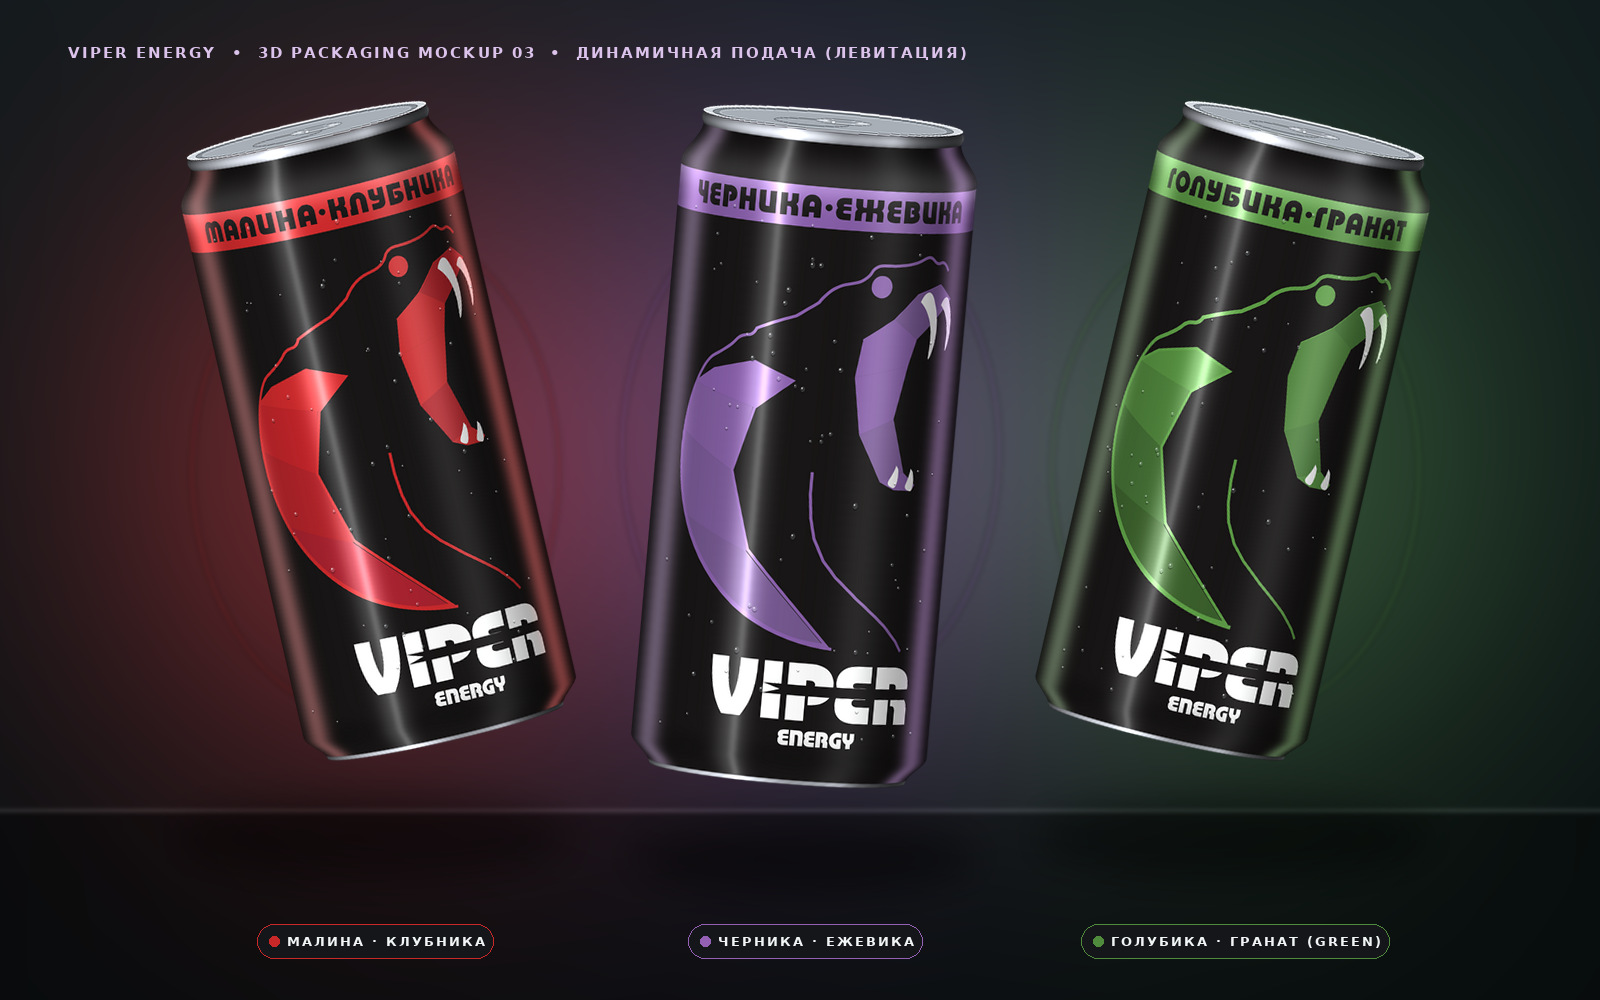 VIPER ENERGY • 3D PACKAGING MOCKUP 03 • ДИНАМИЧНАЯ ПОДАЧА (ЛЕВИТАЦИЯ)
МАЛИНА·КЛУБНИКА
VIPER
ENERGY
ЧЕРНИКА·ЕЖЕВИКА
VIPER
ENERGY
ГОЛУБИКА·ГРАНАТ
VIPER
ENERGY
МАЛИНА · КЛУБНИКА
ЧЕРНИКА · ЕЖЕВИКА
ГОЛУБИКА · ГРАНАТ (GREEN)